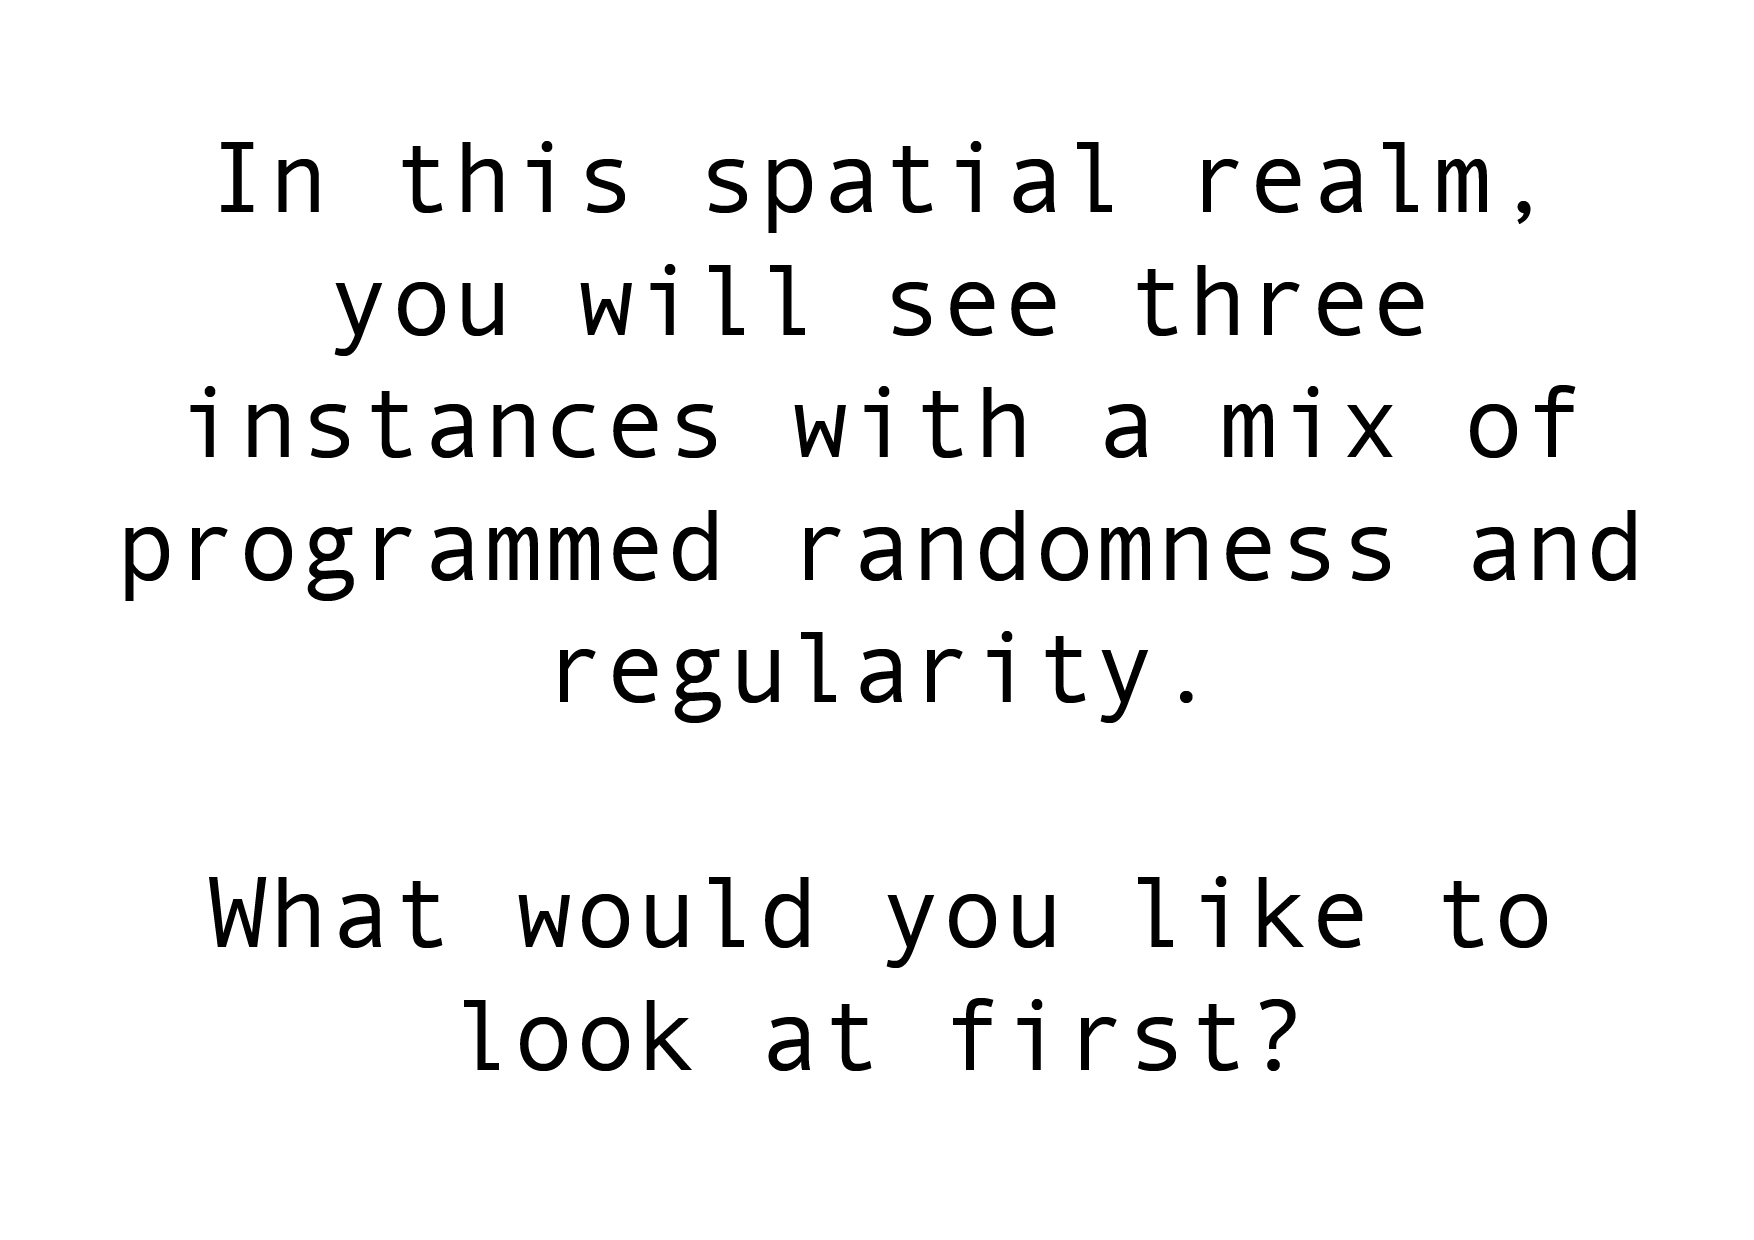 In this spatial realm,
you will see three
instances with a mix of
programmed randomness and
regularity.
What would you like to
look at first?